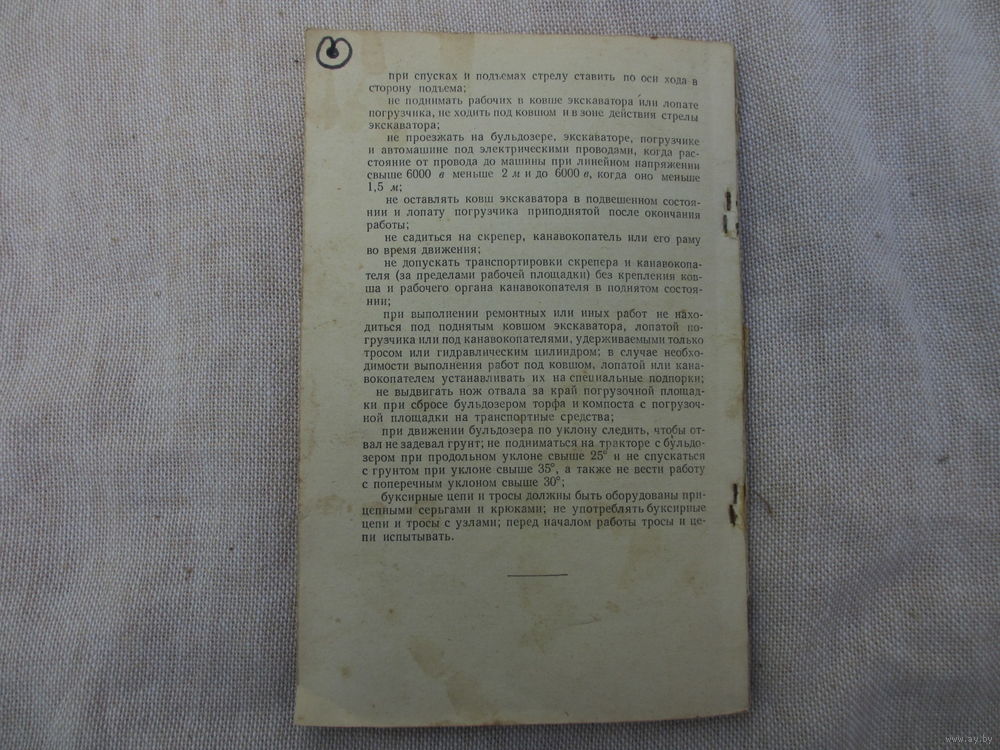 при спусках и подъемах стрелу ставить по оси хода в
сторону подъема;
не поднимать рабочих в ковше экскаватора или лопате
погрузчика, не ходить под ковшом и в зоне действия стрелы
экскаватора;
не проезжать на бульдозере, экскаваторе, погрузчике
и автомашине под электрическими проводами, когда рас-
стояние от провода до машины при линейном напряжении
свыше 6000 в меньше 2 м и до 6000 в, когда оно меньше
1,5 м;
не оставлять ковш экскаватора в подвешенном состоя-
нии и лопату погрузчика приподнятой после окончания
работы;
не садиться на скрепер, канавокопатель или его раму
во время движения;
не допускать транспортировки скрепера и канавокопа-
теля (за пределами рабочей площадки) без крепления ков-
ша и рабочего органа канавокопателя в поднятом состоя-
нии;
при выполнении ремонтных или иных работ не нахо-
диться под поднятым ковшом экскаватора, лопатой по-
грузчика или под канавокопателями, удерживаемыми только
тросом или гидравлическим цилиндром; в случае необхо-
димости выполнения работ под ковшом, лопатой или кана-
вокопателем устанавливать их на специальные подпорки;
не выдвигать нож отвала за край погрузочной площад-
ки при сбросе бульдозером торфа и компоста с погрузоч-
ной площадки на транспортные средства;
при движении бульдозера по уклону следить, чтобы от-
вал не задевал грунт; не подниматься на тракторе с бульдо-
зером при продольном уклоне свыше 25° и не спускаться
с грунтом при уклоне свыше 35°, а также не вести работу
с поперечным уклоном свыше 30°;
буксирные цепи и тросы должны быть оборудованы при-
цепными серьгами и крюками; не употреблять буксирные
цепи и тросы с узлами; перед началом работы тросы и це-
пи испытывать.
www.ay.by